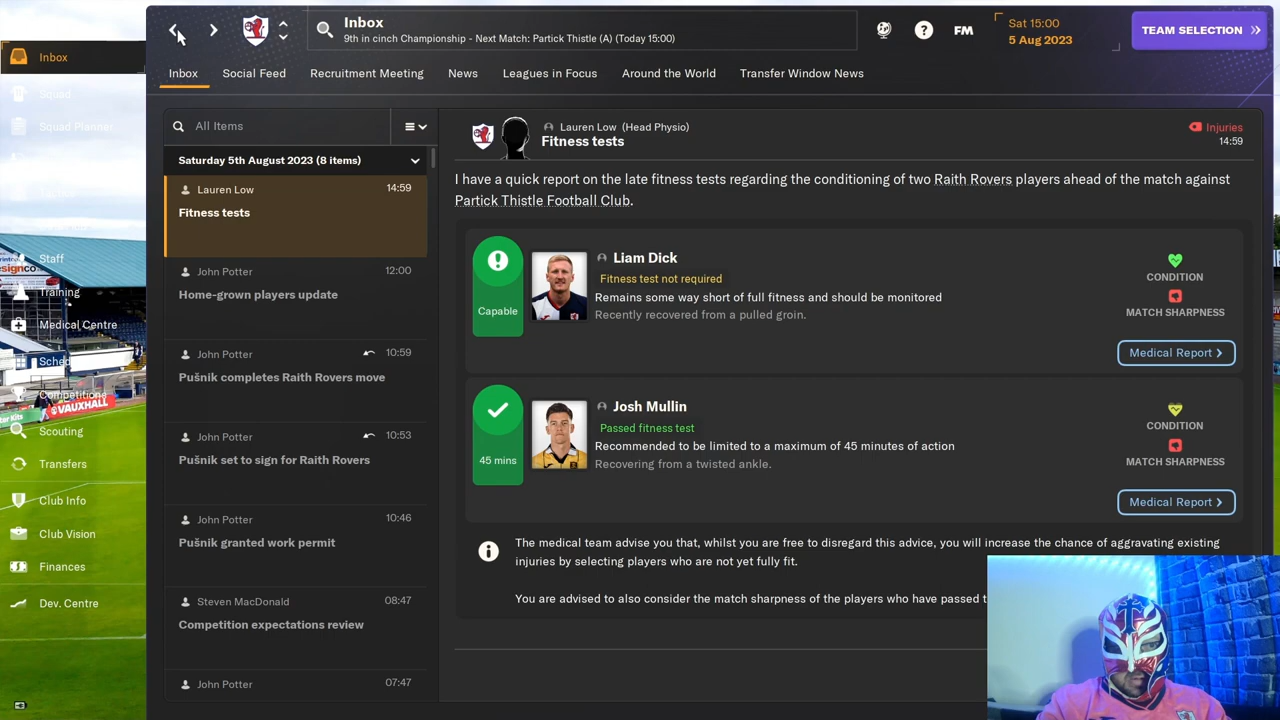 Inbox
9th in cinch Championship - Next Match: Partick Thistle (A) (Today 15:00)
FM
Sat 15:00
5 Aug 2023
TEAM SELECTION
Inbox
Social Feed
Recruitment Meeting
News
Leagues in Focus
Around the World
Transfer Window News
Inbox
Squad
Squad Planner
Staff
Training
Medical Centre
Sched
Competitions
Scouting
Transfers
Club Info
Club Vision
Finances
Dev. Centre
VAUXHALL
All Items
Saturday 5th August 2023 (8 items)
Lauren Low 14:59
Fitness tests
John Potter 12:00
Home-grown players update
John Potter 10:59
Pušnik completes Raith Rovers move
John Potter 10:53
Pušnik set to sign for Raith Rovers
John Potter 10:46
Pušnik granted work permit
Steven MacDonald 08:47
Competition expectations review
John Potter 07:47
Lauren Low (Head Physio)
Fitness tests
Injuries
14:59
I have a quick report on the late fitness tests regarding the conditioning of two Raith Rovers players ahead of the match against
Partick Thistle Football Club.
Capable
Liam Dick
Fitness test not required
Remains some way short of full fitness and should be monitored
Recently recovered from a pulled groin.
CONDITION
MATCH SHARPNESS
Medical Report
45 mins
Josh Mullin
Passed fitness test
Recommended to be limited to a maximum of 45 minutes of action
Recovering from a twisted ankle.
CONDITION
MATCH SHARPNESS
Medical Report
The medical team advise you that, whilst you are free to disregard this advice, you will increase the chance of aggravating existing
injuries by selecting players who are not yet fully fit.
You are advised to also consider the match sharpness of the players who have passed t